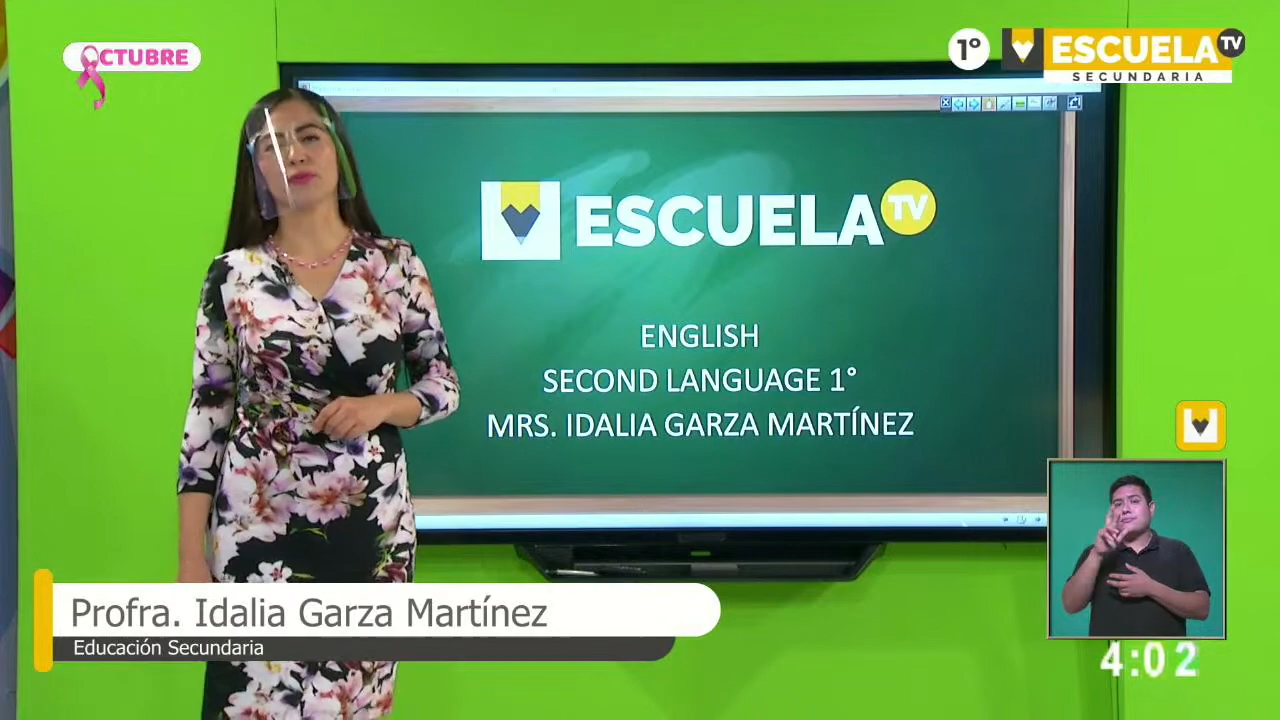 OCTUBRE
1°
ESCUELA TV
SECUNDARIA
ESCUELA TV
ENGLISH
SECOND LANGUAGE 1°
MRS. IDALIA GARZA MARTÍNEZ
Profra. Idalia Garza Martínez
Educación Secundaria
4:02